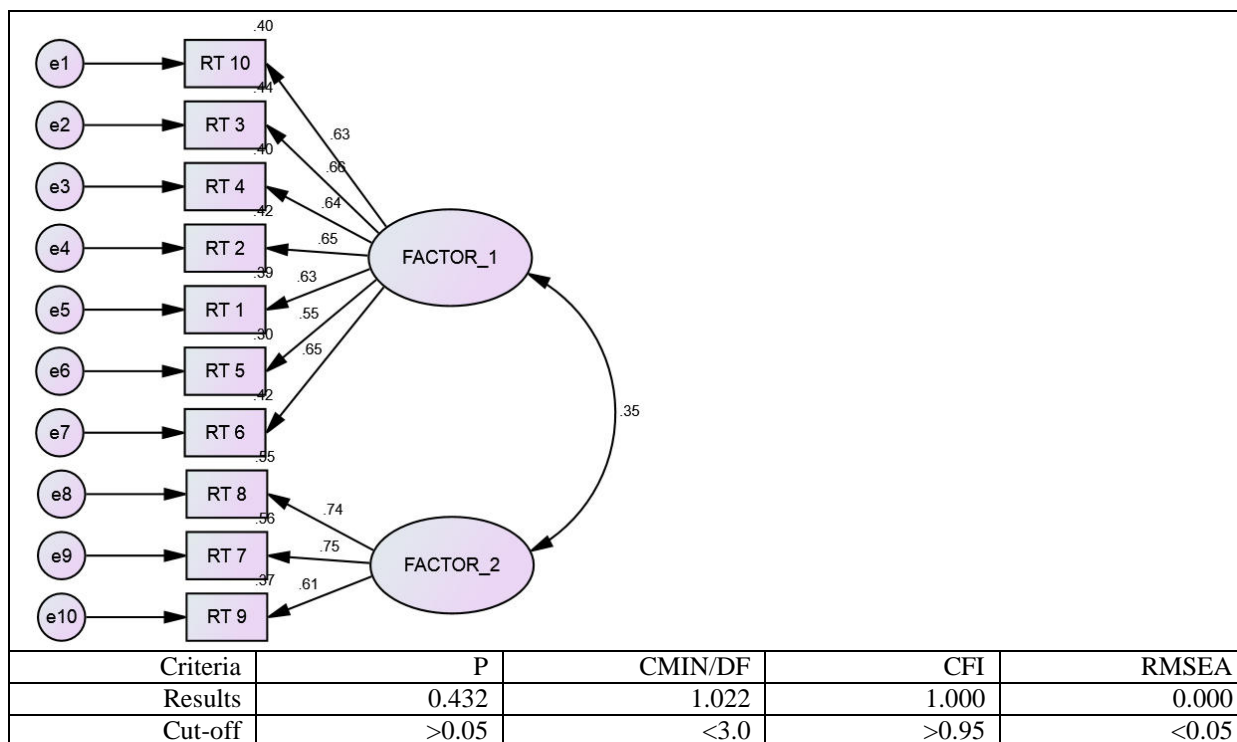 .40
e1 RT 10
.44
.63
e2 RT 3
.40
.66
e3 RT 4
.64
.42
e4 RT 2
.65
FACTOR_1
.39
.63
e5 RT 1
.55
.30
.65
e6 RT 5
.42
.35
e7 RT 6
.55
e8 RT 8
.74
.56
e9 RT 7
.75
FACTOR_2
.37
.61
e10 RT 9
Criteria P CMIN/DF CFI RMSEA
Results 0.432 1.022 1.000 0.000
Cut-off >0.05 <3.0 >0.95 <0.05